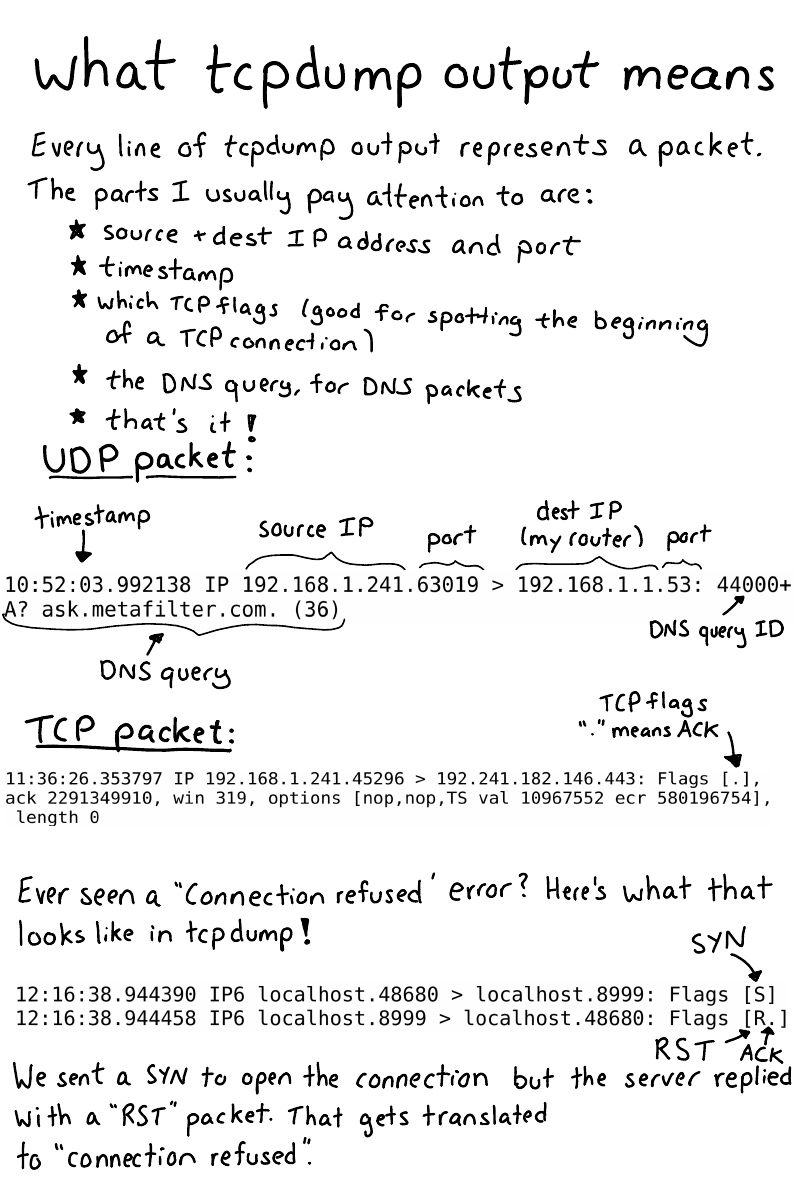 what tcpdump output means
Every line of tcpdump output represents a packet.
The parts I usually pay attention to are:
★ source + dest IP address and port
★ timestamp
★ which TCP flags (good for spotting the beginning
of a TCP connection)
★ the DNS query, for DNS packets
★ that's it!
UDP packet:
timestamp
source IP
port
dest IP
(my router)
port
10:52:03.992138 IP 192.168.1.241.63019 > 192.168.1.1.53: 44000+
A? ask.metafilter.com. (36)
DNS query ID
DNS query
TCP packet:
TCP flags
"." means ACK
11:36:26.353797 IP 192.168.1.241.45296 > 192.241.182.146.443: Flags [.],
ack 2291349910, win 319, options [nop,nop,TS val 10967552 ecr 580196754],
length 0
Ever seen a "Connection refused' error? Here's what that
looks like in tcpdump!
SYN
12:16:38.944390 IP6 localhost.48680 > localhost.8999: Flags [S]
12:16:38.944458 IP6 localhost.8999 > localhost.48680: Flags [R.]
RST
ACK
We sent a SYN to open the connection but the server replied
with a "RST" packet. That gets translated
to "connection refused".